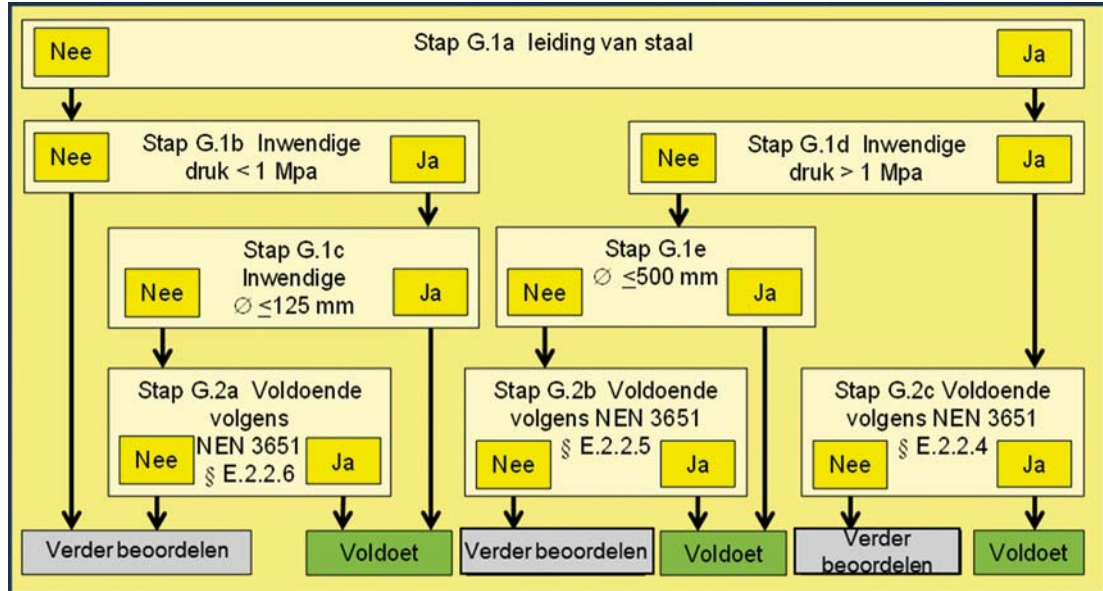 Stap G.1a leiding van staal
Nee
Ja
Stap G.1b Inwendige
druk < 1 Mpa
Nee
Ja
Stap G.1d Inwendige
druk > 1 Mpa
Nee
Ja
Stap G.1c
Inwendige
∅ ≤125 mm
Nee
Ja
Stap G.1e
∅ ≤500 mm
Nee
Ja
Stap G.2a Voldoende
volgens
NEN 3651
§ E.2.2.6
Nee
Ja
Stap G.2b Voldoende
volgens NEN 3651
§ E.2.2.5
Nee
Ja
Stap G.2c Voldoende
volgens NEN 3651
§ E.2.2.4
Nee
Ja
Verder beoordelen
Voldoet
Verder beoordelen
Voldoet
Verder
beoordelen
Voldoet